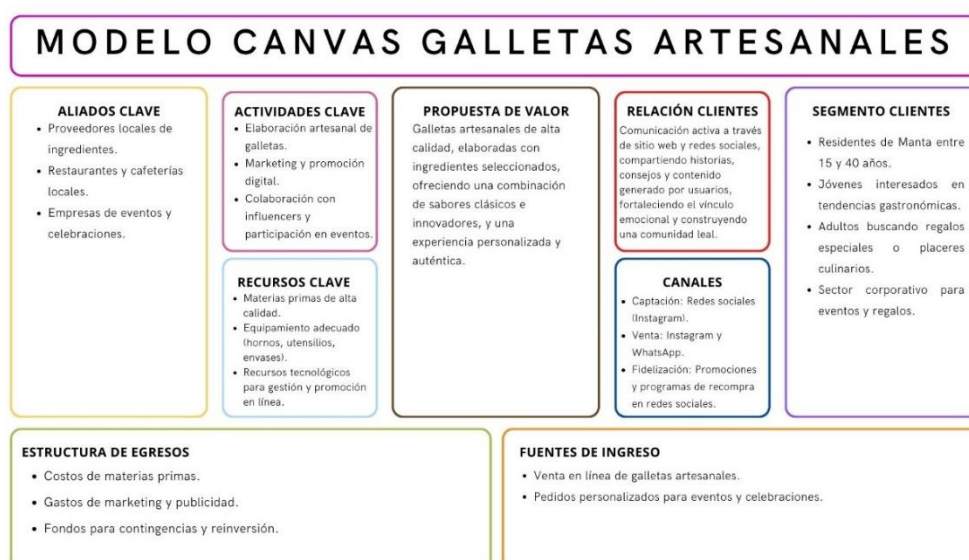 MODELO CANVAS GALLETAS ARTESANALES
ALIADOS CLAVE
• Proveedores locales de
ingredientes.
• Restaurantes y cafeterías
locales.
• Empresas de eventos y
celebraciones.
ACTIVIDADES CLAVE
• Elaboración artesanal de
galletas.
• Marketing y promoción
digital.
• Colaboración con
influencers y
participación en eventos.
RECURSOS CLAVE
• Materias primas de alta
calidad.
• Equipamiento adecuado
(hornos, utensilios,
envases).
• Recursos tecnológicos
para gestión y promoción
en línea.
PROPUESTA DE VALOR
Galletas artesanales de alta
calidad, elaboradas con
ingredientes seleccionados,
ofreciendo una combinación
de sabores clásicos e
innovadores, y una
experiencia personalizada y
auténtica.
RELACIÓN CLIENTES
Comunicación activa a través
de sitio web y redes sociales,
compartiendo historias,
consejos y contenido
generado por usuarios,
fortaleciendo el vínculo
emocional y construyendo
una comunidad leal.
CANALES
• Captación: Redes sociales
(Instagram).
• Venta: Instagram y
WhatsApp.
• Fidelización: Promociones
y programas de recompra
en redes sociales.
SEGMENTO CLIENTES
• Residentes de Manta entre
15 y 40 años.
• Jóvenes interesados en
tendencias gastronómicas.
• Adultos buscando regalos
especiales o placeres
culinarios.
• Sector corporativo para
eventos y regalos.
ESTRUCTURA DE EGRESOS
• Costos de materias primas.
• Gastos de marketing y publicidad.
• Fondos para contingencias y reinversión.
FUENTES DE INGRESO
• Venta en línea de galletas artesanales.
• Pedidos personalizados para eventos y celebraciones.